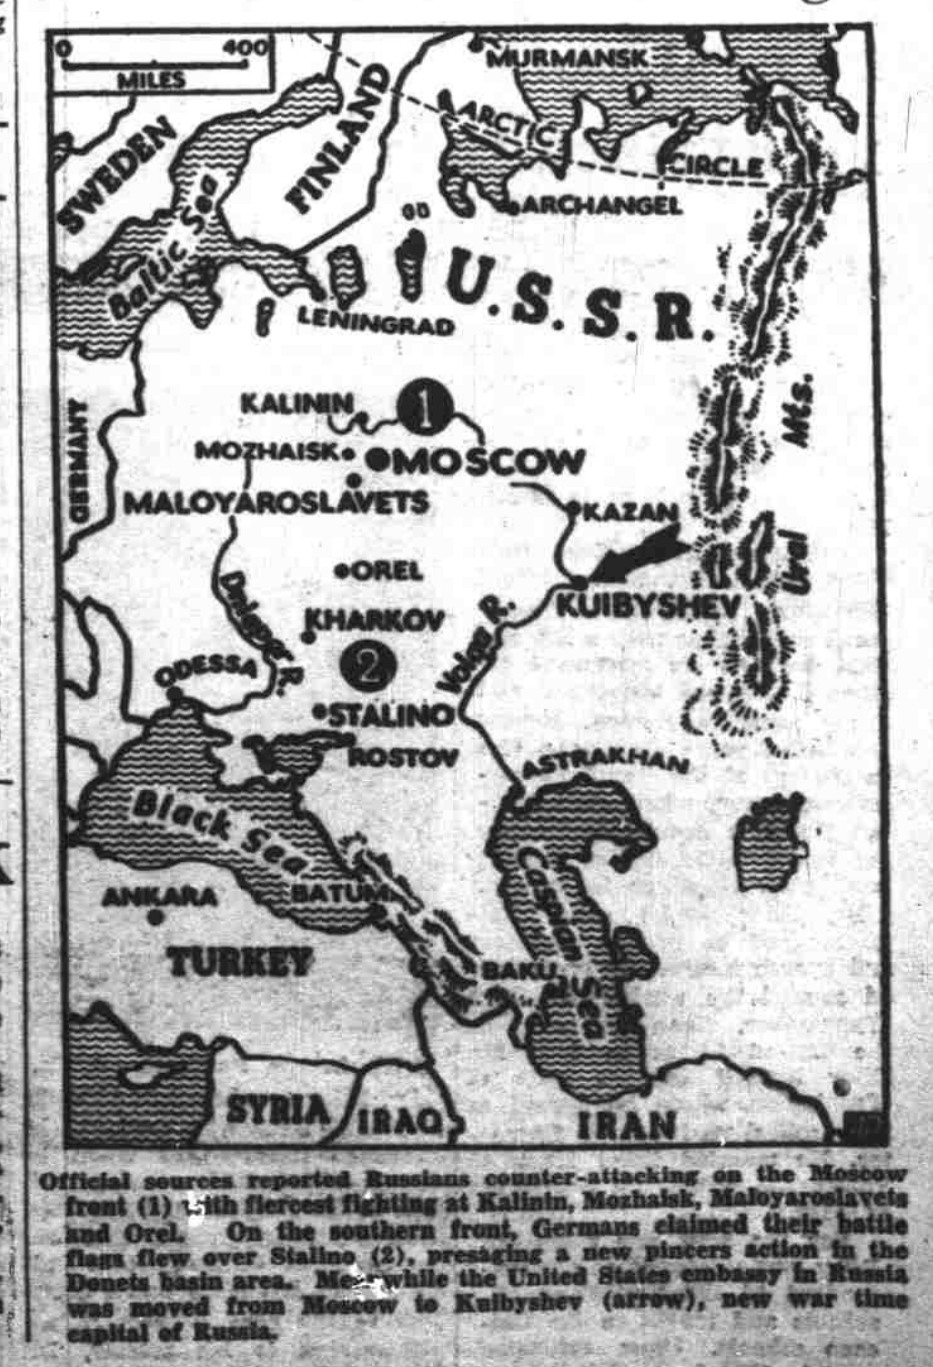 0 400
MILES
MURMANSK
SWEDEN
FINLAND
ARCTIC
CIRCLE
ARCHANGEL
Baltic Sea
U.S.S.R.
LENINGRAD
KALININ
1
Mts.
GERMANY
MOZHAISK
MOSCOW
MALOYAROSLAVETS
KAZAN
Ural
OREL
KUIBYSHEV
Dnieper R.
KHARKOV
Volga R.
ODESSA
2
STALINO
ROSTOV
ASTRAKHAN
Black Sea
Caspian Sea
BATUM
ANKARA
TURKEY
BAKU
SYRIA
IRAQ
IRAN
Official sources reported Russians counter-attacking on the Moscow
front (1) with fiercest fighting at Kalinin, Mozhaisk, Maloyaroslavets
and Orel. On the southern front, Germans claimed their battle
flags flew over Stalino (2), presaging a new pincers action in the
Donets basin area. Meanwhile the United States embassy in Russia
was moved from Moscow to Kuibyshev (arrow), new war time
capital of Russia.